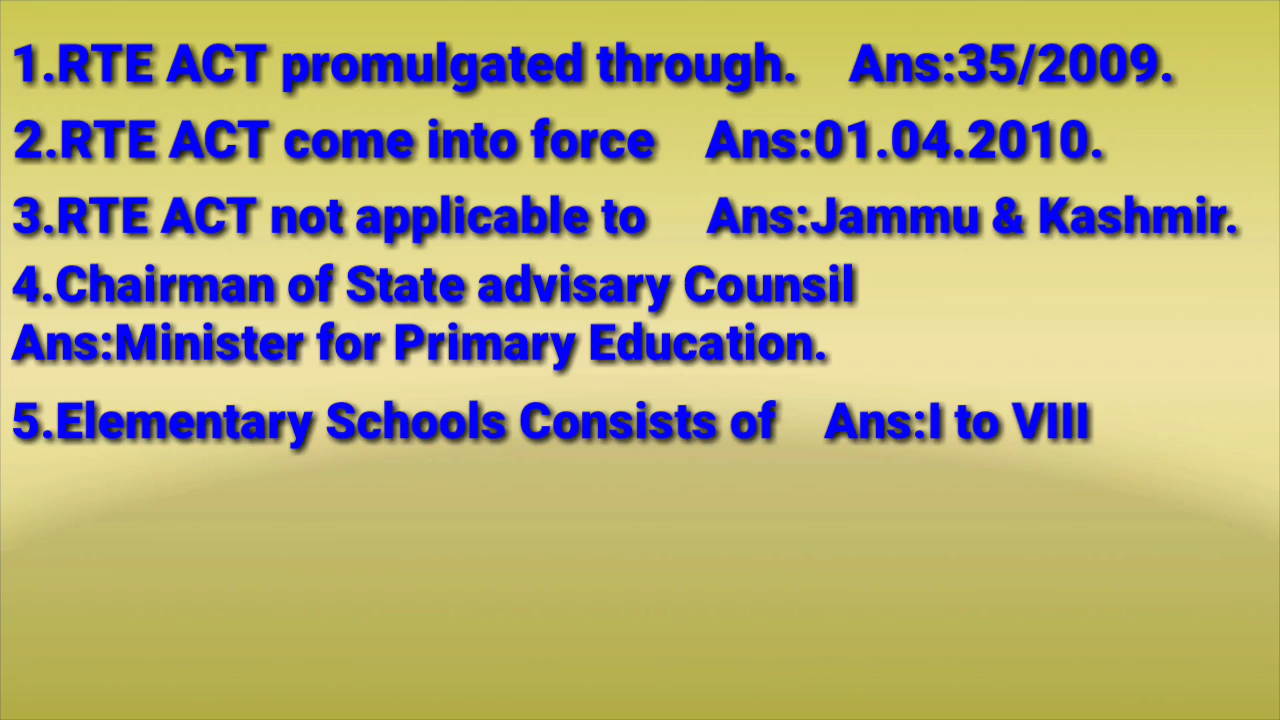 1.RTE ACT promulgated through. Ans:35/2009.
2.RTE ACT come into force Ans:01.04.2010.
3.RTE ACT not applicable to Ans:Jammu & Kashmir.
4.Chairman of State advisary Counsil
Ans:Minister for Primary Education.
5.Elementary Schools Consists of Ans:I to VIII